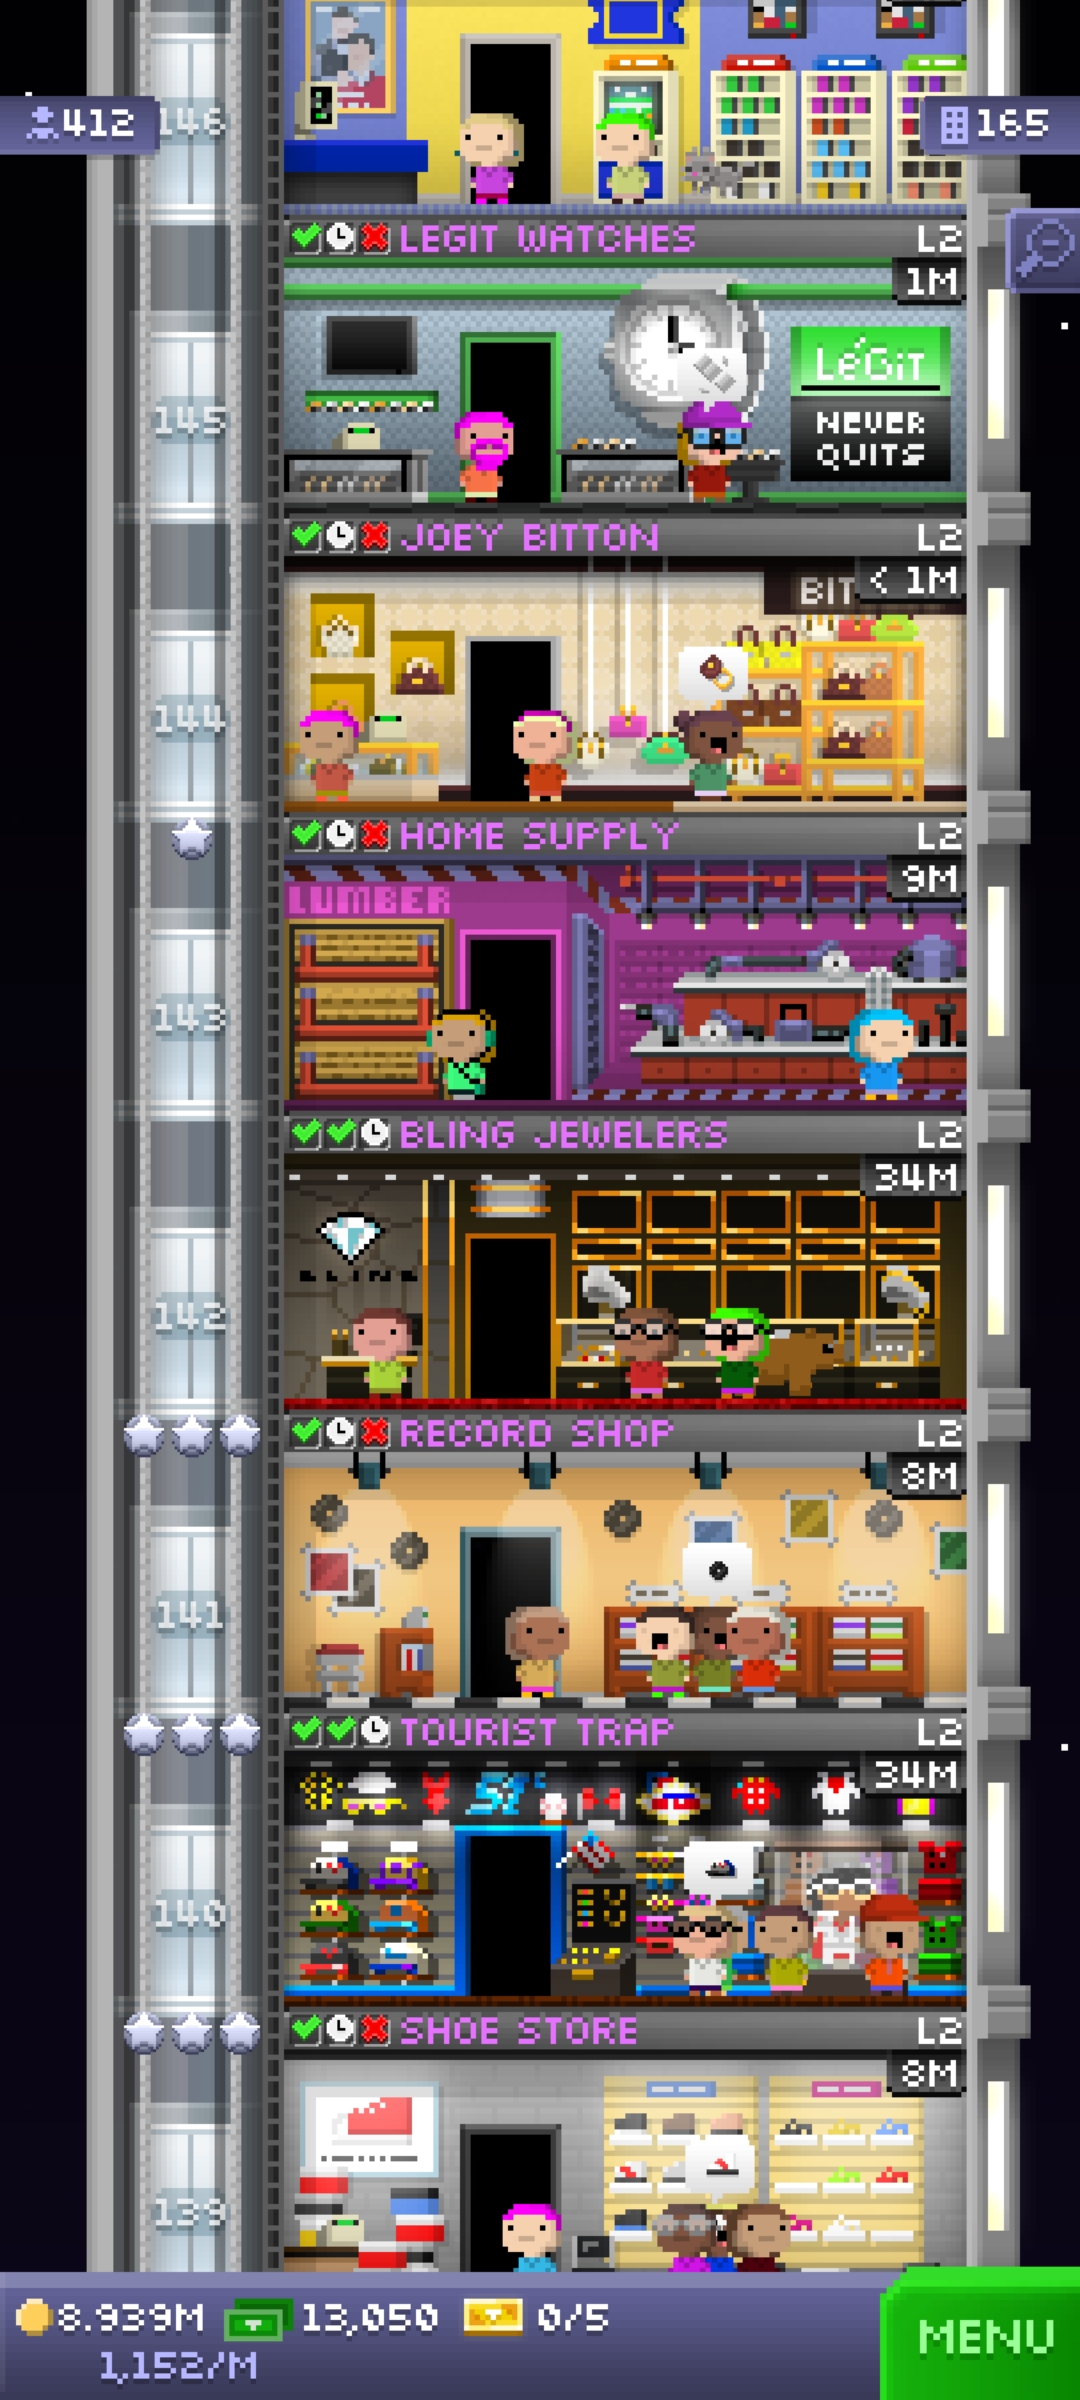 412
146
165
LEGIT WATCHES
L2
1M
LéGiT
NEVER
QUITS
145
JOEY BITTON
L2
BIT
< 1M
144
HOME SUPPLY
L2
9M
LUMBER
143
BLING JEWELERS
L2
34M
BLING
142
RECORD SHOP
L2
8M
141
TOURIST TRAP
L2
34M
140
SHOE STORE
L2
8M
139
8.939M
13,050
0/5
1,152/M
MENU